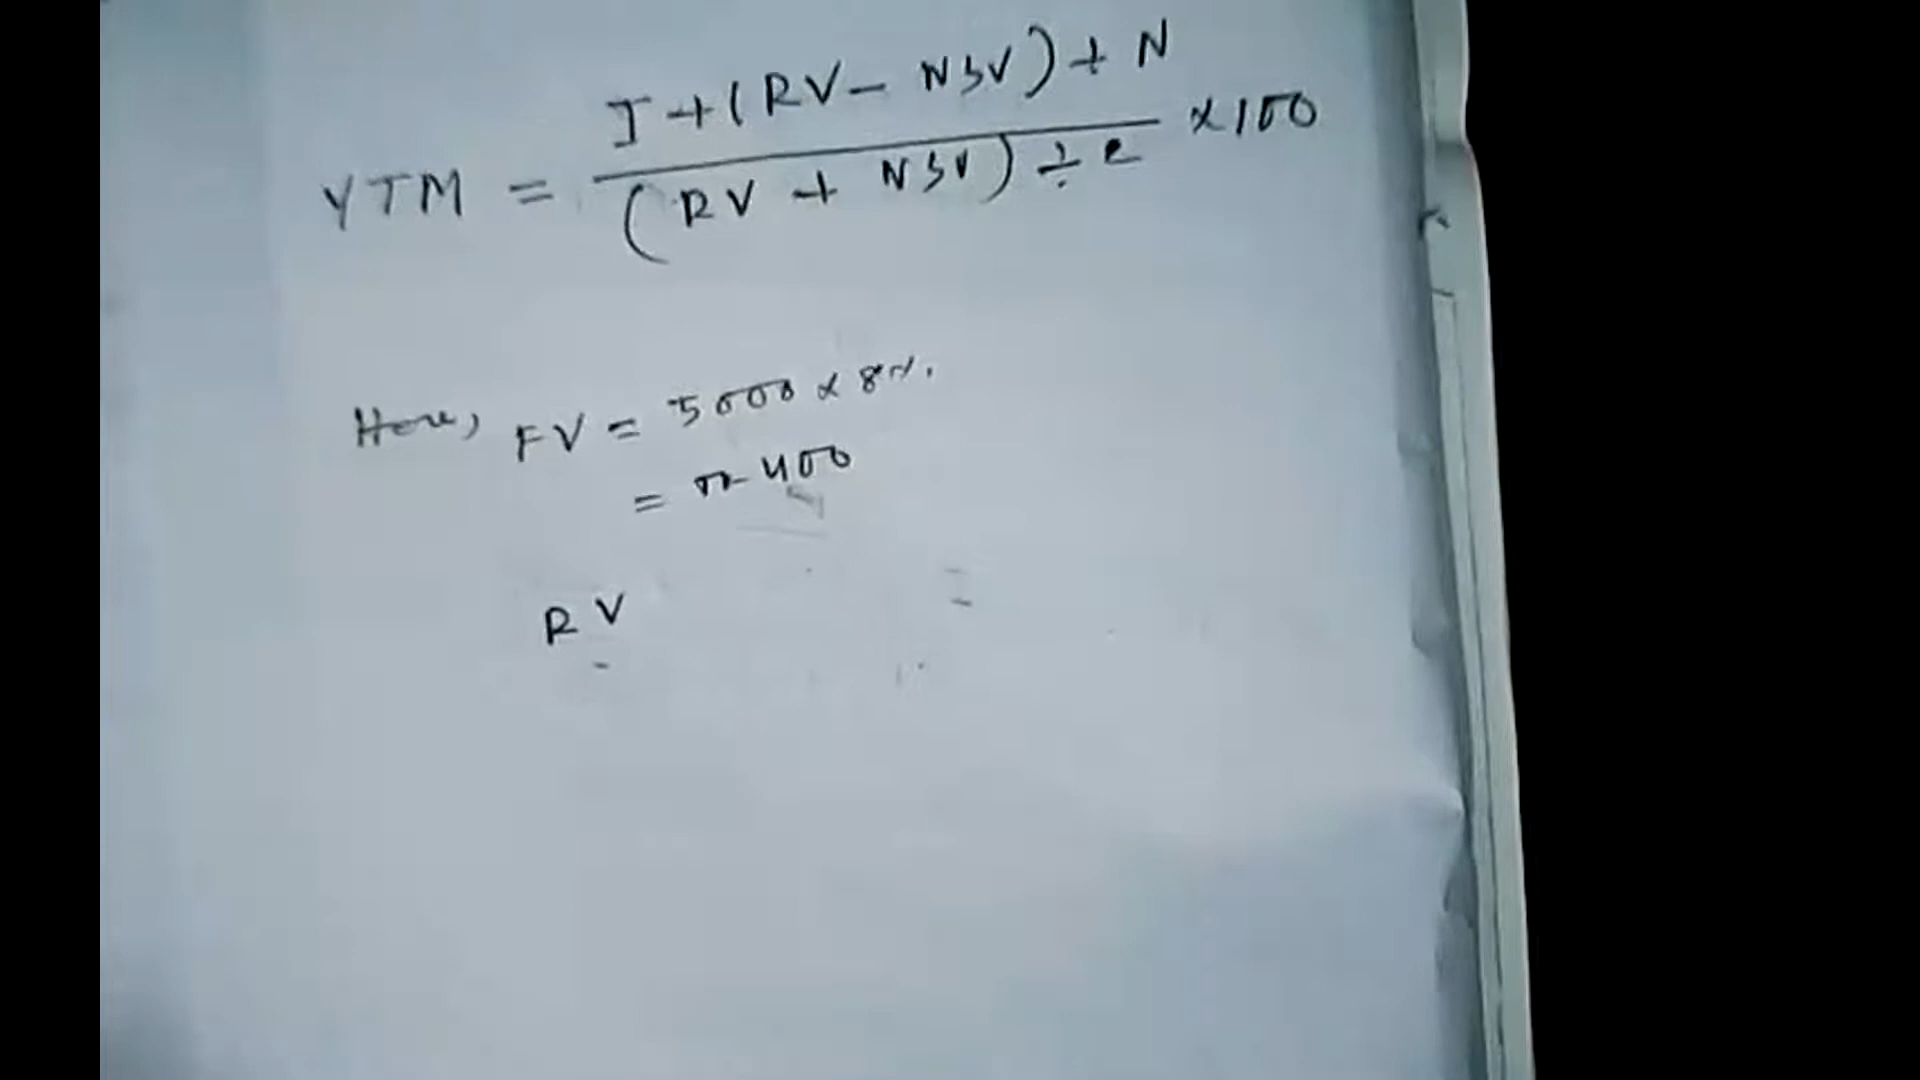 YTM = I + (RV - NSV) ÷ N / (RV + NSV) ÷ 2 × 100
Here, FV = 5000 × 8%.
= 400
RV